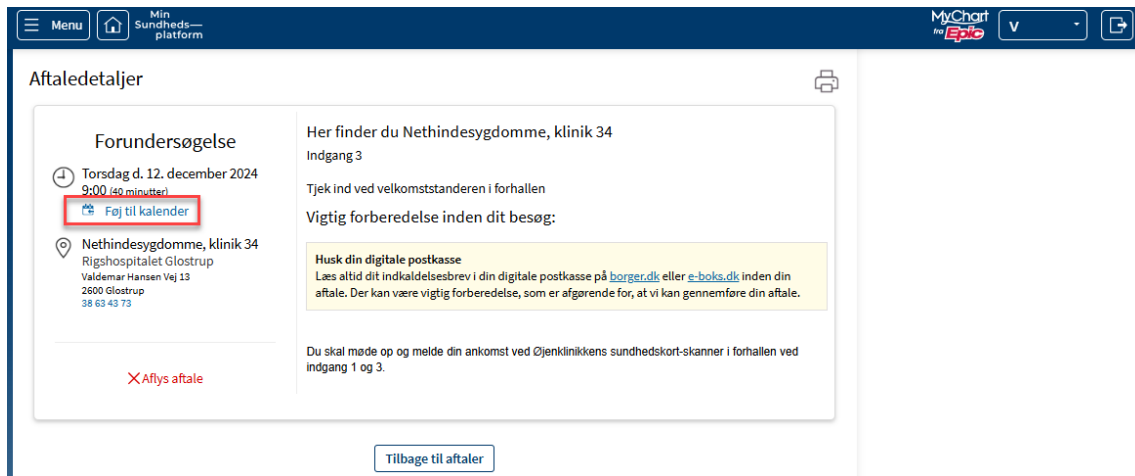 Menu
Min
Sundheds—
platform
MyChart
fra Epic
V
Aftaledetaljer
Forundersøgelse
Torsdag d. 12. december 2024
9:00 (40 minutter)
Føj til kalender
Nethindesygdomme, klinik 34
Rigshospitalet Glostrup
Valdemar Hansen Vej 13
2600 Glostrup
38 63 43 73
Aflys aftale
Her finder du Nethindesygdomme, klinik 34
Indgang 3
Tjek ind ved velkomststanderen i forhallen
Vigtig forberedelse inden dit besøg:
Husk din digitale postkasse
Læs altid dit indkaldelsesbrev i din digitale postkasse på borger.dk eller e-boks.dk inden din
aftale. Der kan være vigtig forberedelse, som er afgørende for, at vi kan gennemføre din aftale.
Du skal møde op og melde din ankomst ved Øjenklinikkens sundhedskort-skanner i forhallen ved
indgang 1 og 3.
Tilbage til aftaler